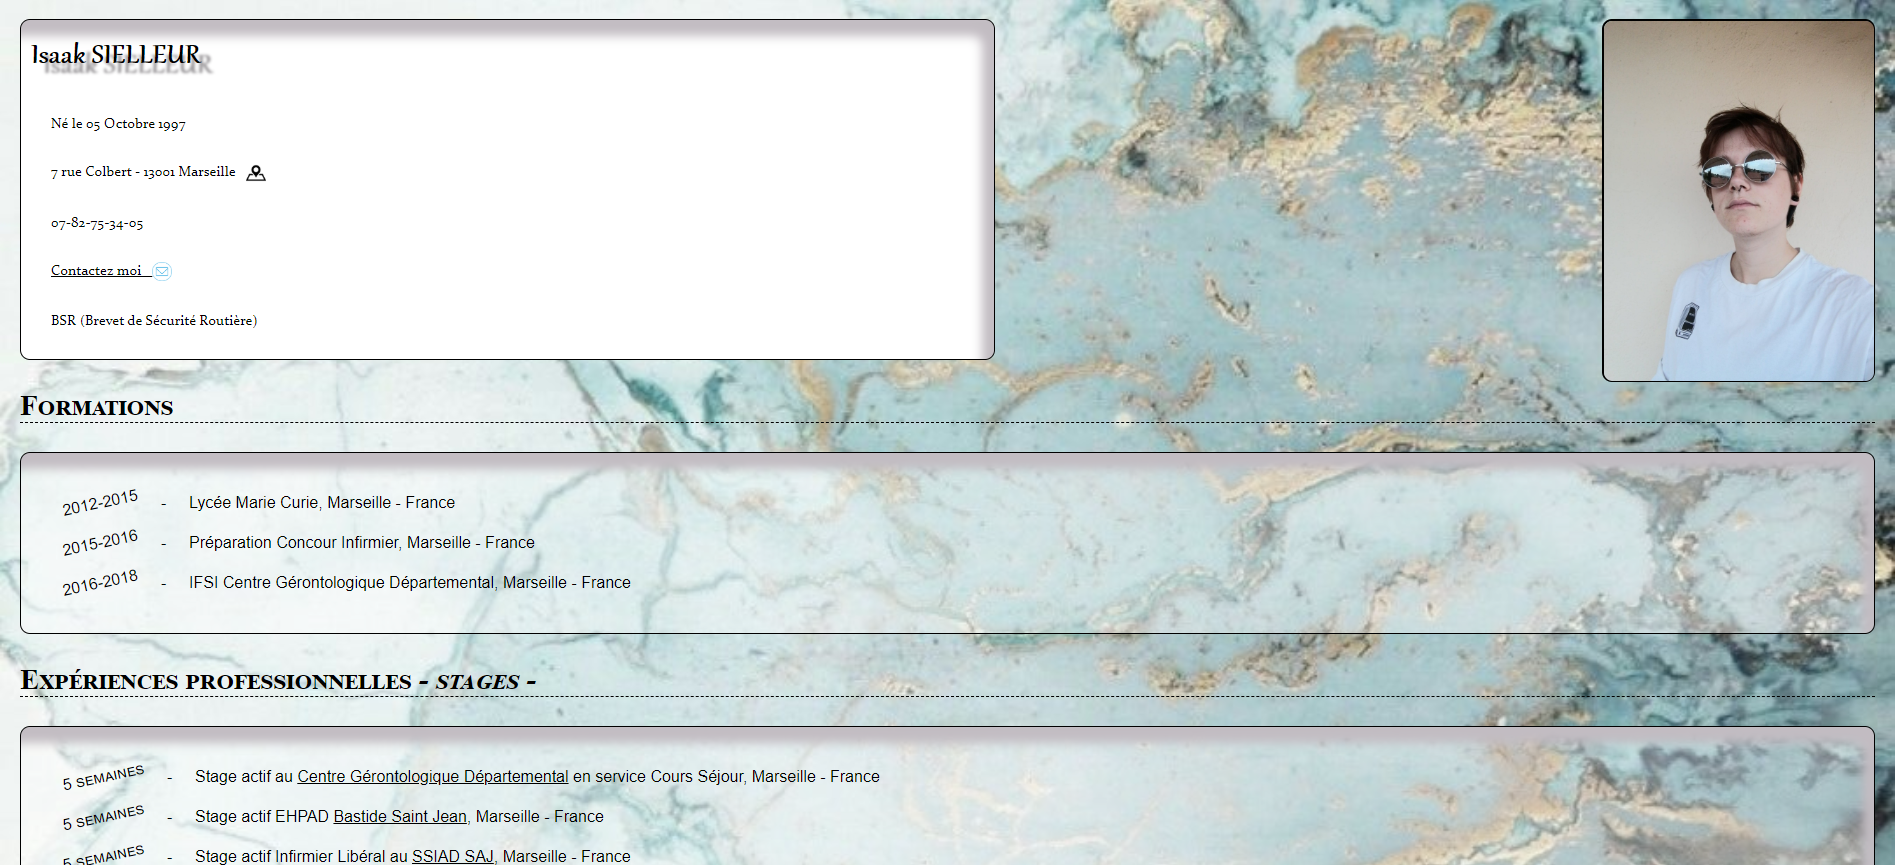 Isaak SIELLEUR
Né le 05 Octobre 1997
7 rue Colbert - 13001 Marseille
07-82-75-34-05
Contactez moi
BSR (Brevet de Sécurité Routière)
Formations
2012-2015 - Lycée Marie Curie, Marseille - France
2015-2016 - Préparation Concour Infirmier, Marseille - France
2016-2018 - IFSI Centre Gérontologique Départemental, Marseille - France
Expériences professionnelles - stages -
5 semaines - Stage actif au Centre Gérontologique Départemental en service Cours Séjour, Marseille - France
5 semaines - Stage actif EHPAD Bastide Saint Jean, Marseille - France
5 semaines - Stage actif Infirmier Libéral au SSIAD SAJ, Marseille - France